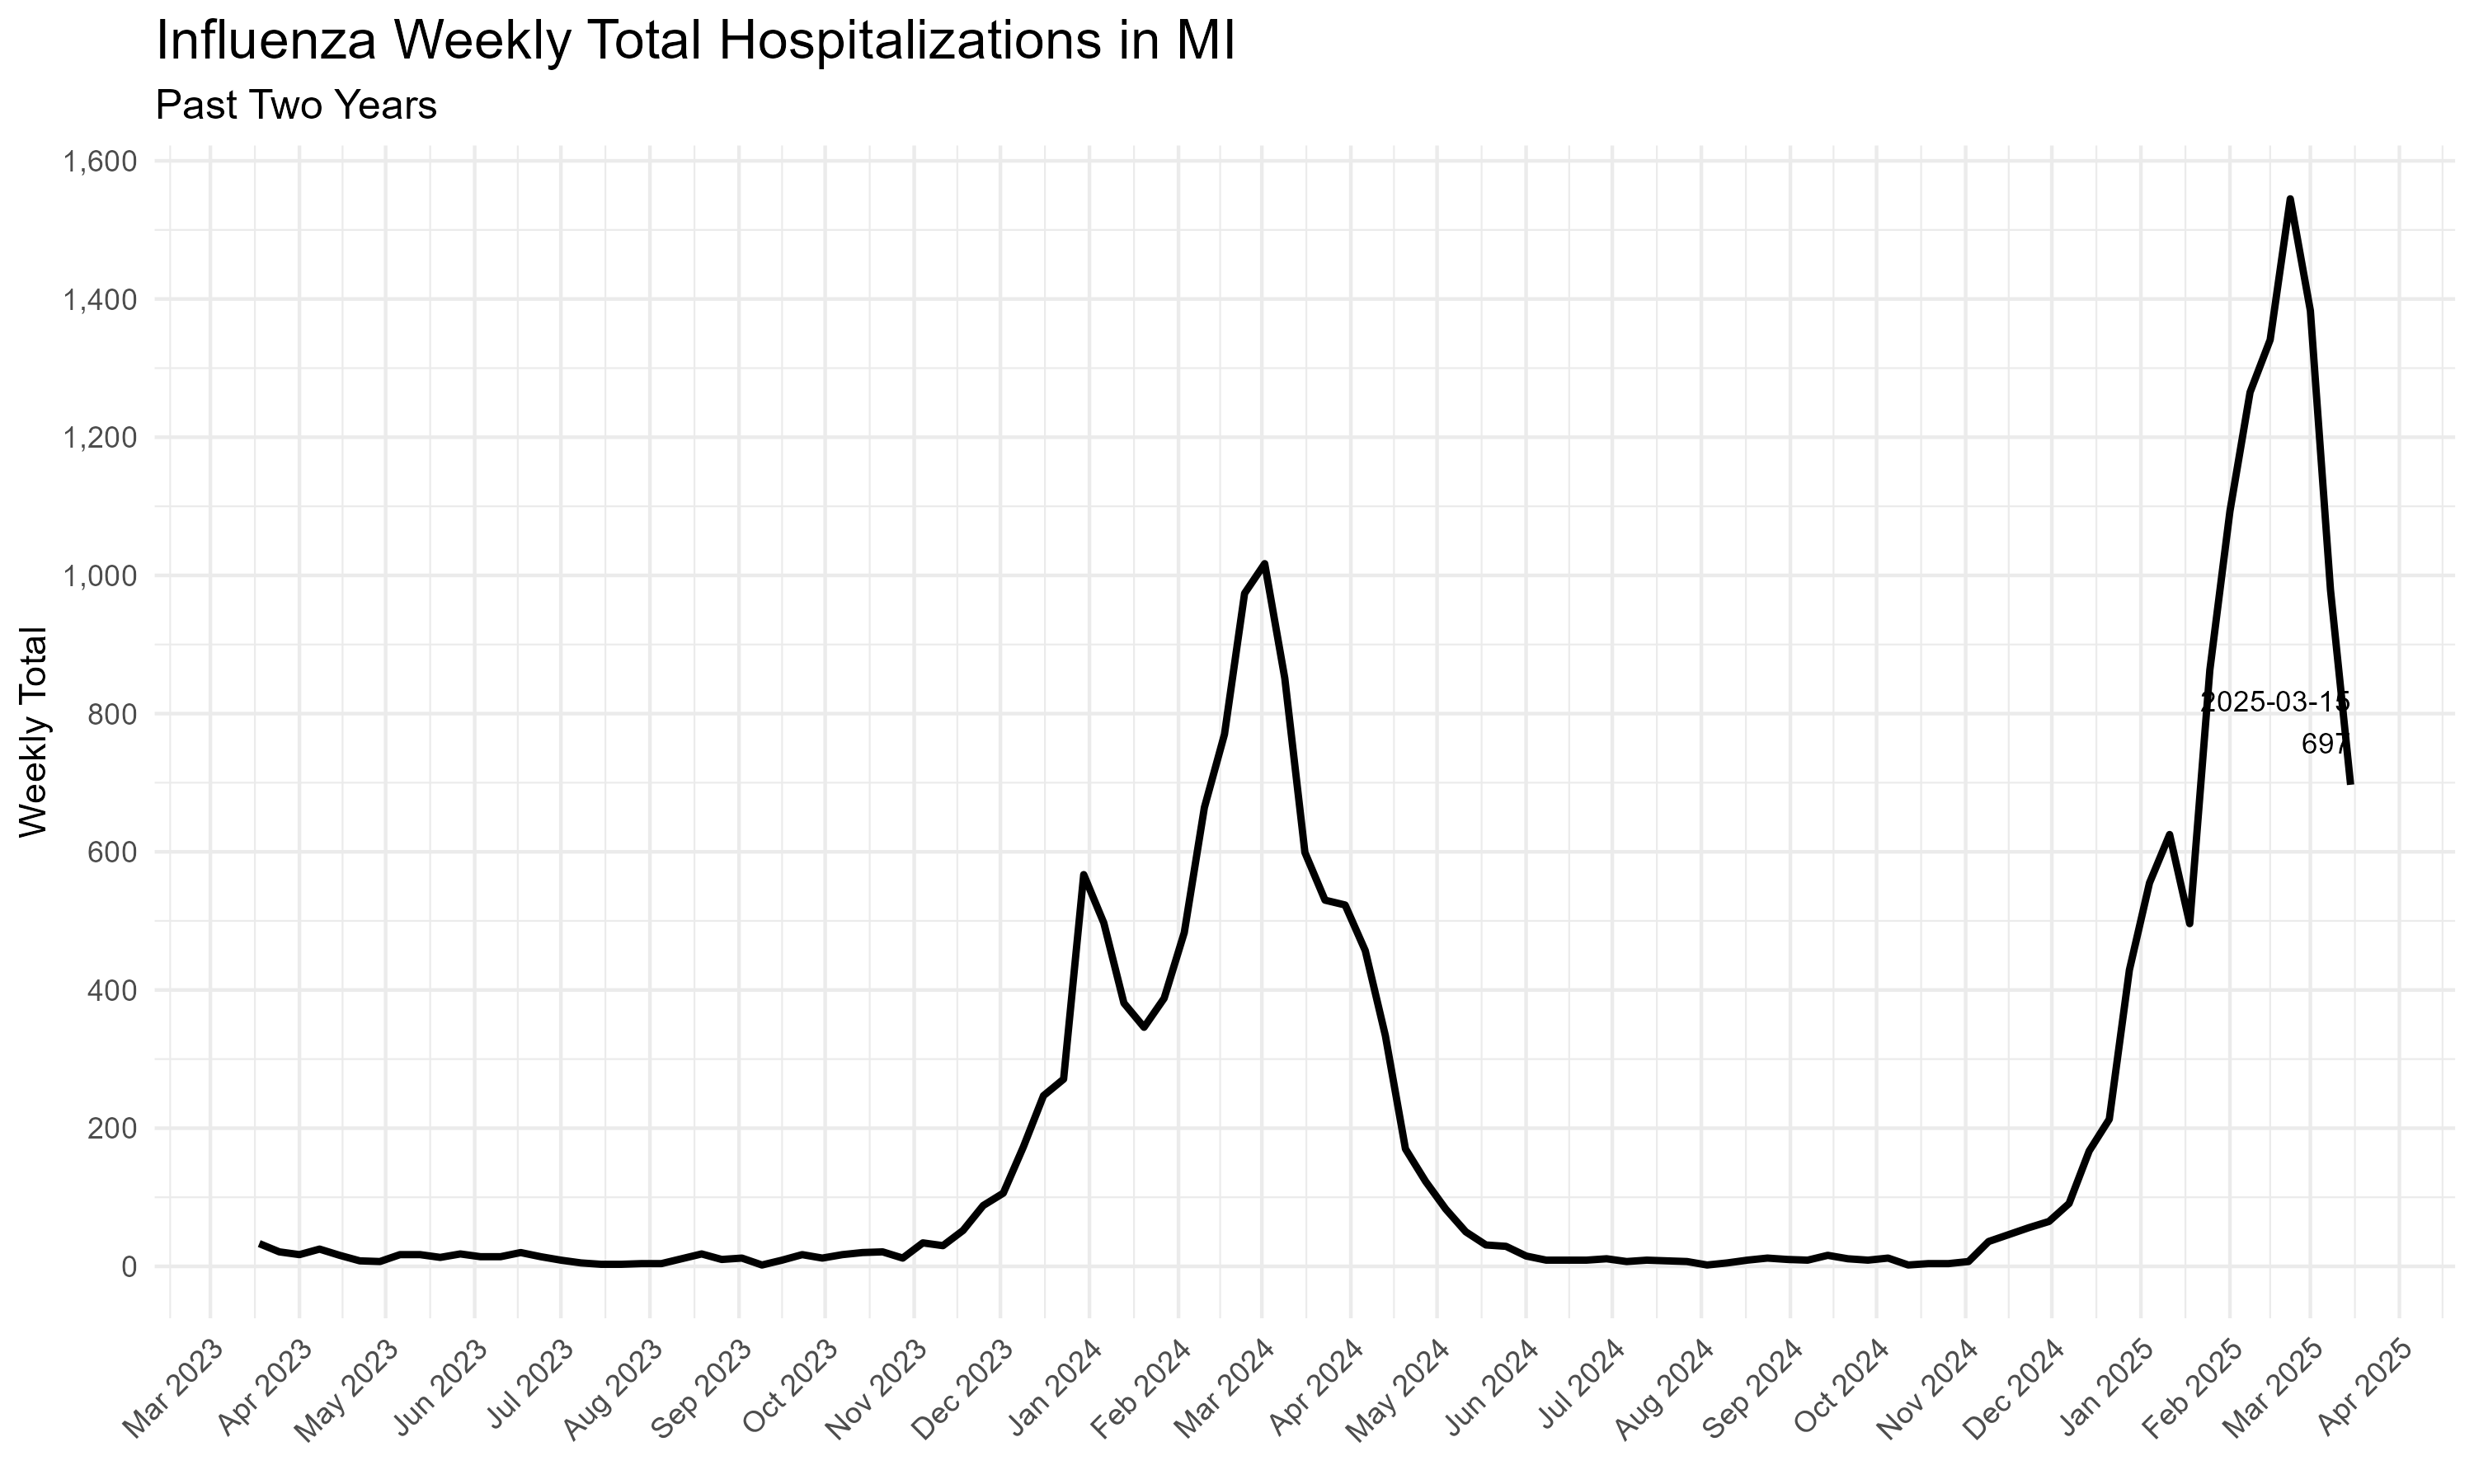 Influenza Weekly Total Hospitalizations in MI
Past Two Years
Weekly Total
1,600
1,400
1,200
1,000
800
600
400
200
0
2025-03-15
697
Mar 2023
Apr 2023
May 2023
Jun 2023
Jul 2023
Aug 2023
Sep 2023
Oct 2023
Nov 2023
Dec 2023
Jan 2024
Feb 2024
Mar 2024
Apr 2024
May 2024
Jun 2024
Jul 2024
Aug 2024
Sep 2024
Oct 2024
Nov 2024
Dec 2024
Jan 2025
Feb 2025
Mar 2025
Apr 2025